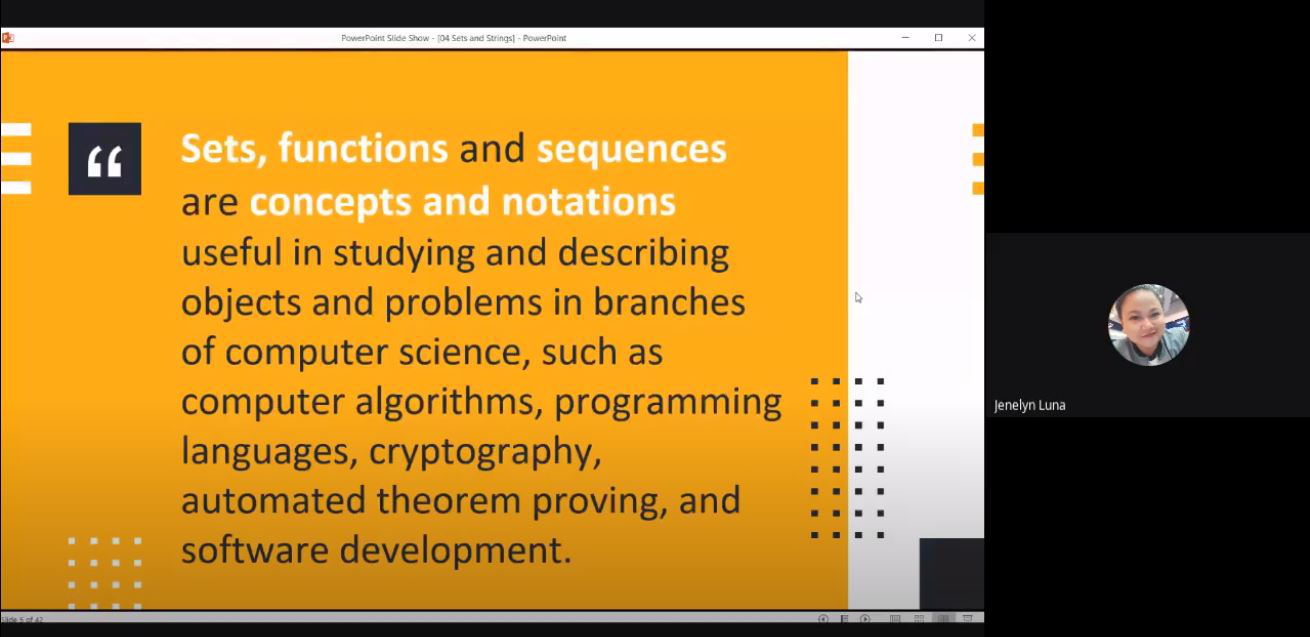 PowerPoint Slide Show - [04 Sets and Strings] - PowerPoint
“
Sets, functions and sequences
are concepts and notations
useful in studying and describing
objects and problems in branches
of computer science, such as
computer algorithms, programming
languages, cryptography,
automated theorem proving, and
software development.
Slide 5 of 42
Jenelyn Luna